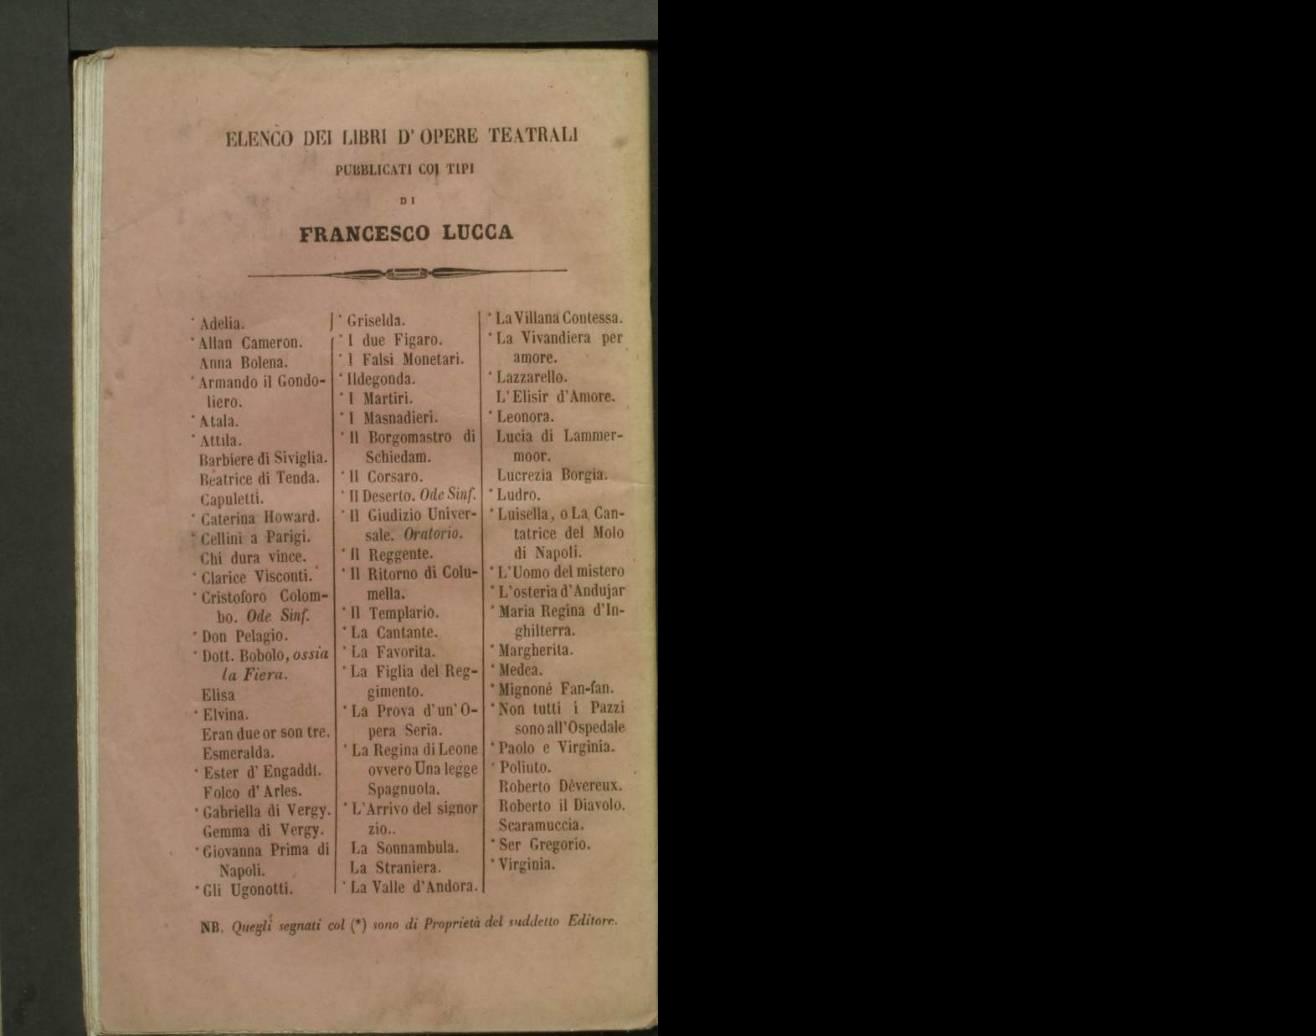 ELENCO DEI LIBRI D' OPERE TEATRALI
PUBBLICATI COI TIPI
DI
FRANCESCO LUCCA
* Adelia.
* Allan Cameron.
Anna Bolena.
* Armando il Gondo-
liero.
* Atala.
* Attila.
Barbiere di Siviglia.
Beatrice di Tenda.
Capuletti.
* Caterina Howard.
* Cellini a Parigi.
Chi dura vince.
* Clarice Visconti.
* Cristoforo Colom-
bo. Ode Sinf.
* Don Pelagio.
* Dott. Bobolo, ossia
la Fiera.
Elisa
* Elvina.
Eran due or son tre.
Esmeralda.
* Ester d' Engaddi.
Folco d' Arles.
* Gabriella di Vergy.
Gemma di Vergy.
* Giovanna Prima di
Napoli.
* Gli Ugonotti.
* Griselda.
* I due Figaro.
* I Falsi Monetari.
* Ildegonda.
* I Martiri.
* I Masnadieri.
* Il Borgomastro di
Schiedam.
* Il Corsaro.
* Il Deserto. Ode Sinf.
* Il Giudizio Univer-
sale. Oratorio.
* Il Reggente.
* Il Ritorno di Colu-
mella.
* Il Templario.
* La Cantante.
* La Favorita.
* La Figlia del Reg-
gimento.
* La Prova d'un' O-
pera Seria.
* La Regina di Leone
ovvero Una legge
Spagnuola.
* L'Arrivo del signor
zio..
La Sonnambula.
La Straniera.
* La Valle d'Andora.
* La Villana Contessa.
* La Vivandiera per
amore.
* Lazzarello.
L' Elisir d'Amore.
* Leonora.
Lucia di Lammer-
moor.
Lucrezia Borgia.
* Ludro.
* Luisella, o La Can-
tatrice del Molo
di Napoli.
* L'Uomo del mistero
* L'osteria d'Andujar
* Maria Regina d'In-
ghilterra.
* Margherita.
* Medea.
* Mignoné Fan-fan.
* Non tutti i Pazzi
sono all'Ospedale
* Paolo e Virginia.
* Poliuto.
Roberto Dévereux.
Roberto il Diavolo.
Scaramuccia.
* Ser Gregorio.
* Virginia.
NB. Quegli segnati col (*) sono di Proprietà del suddetto Editore.